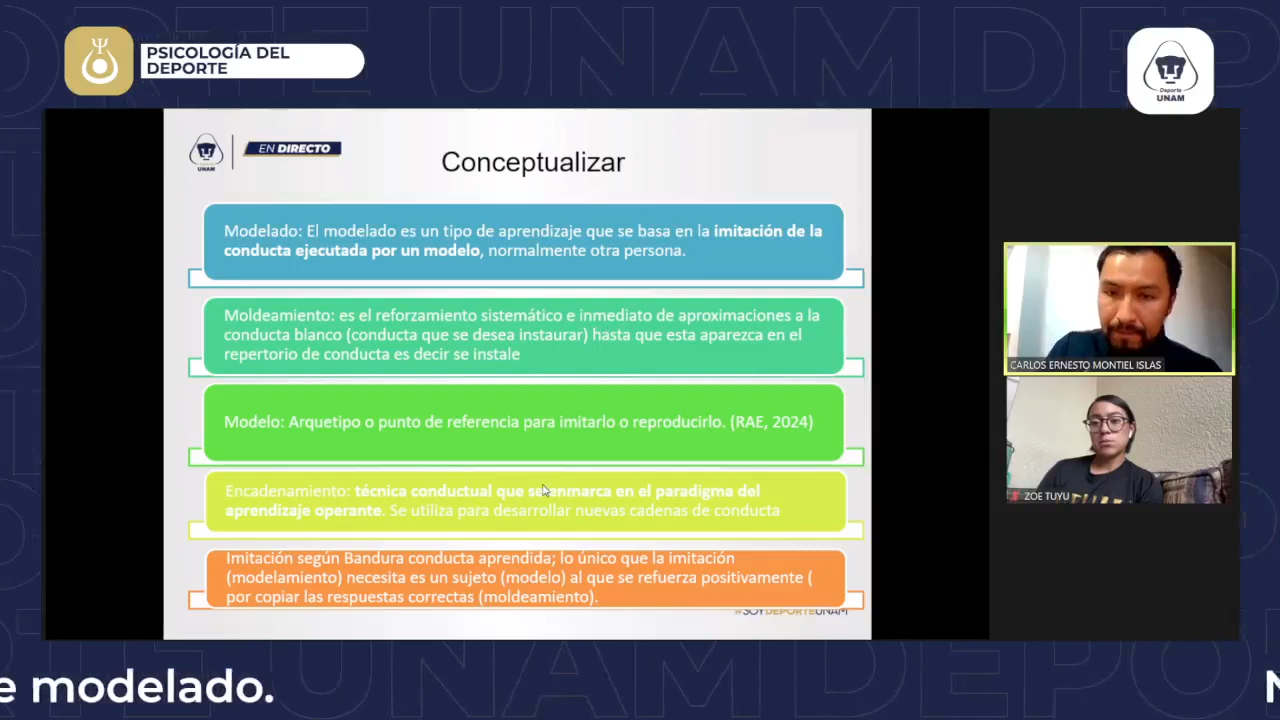 PSICOLOGÍA DEL
DEPORTE
Deporte
UNAM
UNAM
EN DIRECTO
Conceptualizar
Modelado: El modelado es un tipo de aprendizaje que se basa en la imitación de la
conducta ejecutada por un modelo, normalmente otra persona.
Moldeamiento: es el reforzamiento sistemático e inmediato de aproximaciones a la
conducta blanco (conducta que se desea instaurar) hasta que esta aparezca en el
repertorio de conducta es decir se instale
Modelo: Arquetipo o punto de referencia para imitarlo o reproducirlo. (RAE, 2024)
Encadenamiento: técnica conductual que se enmarca en el paradigma del
aprendizaje operante. Se utiliza para desarrollar nuevas cadenas de conducta
Imitación según Bandura conducta aprendida; lo único que la imitación
(modelamiento) necesita es un sujeto (modelo) al que se refuerza positivamente (
por copiar las respuestas correctas (moldeamiento).
#SOYDEPORTEUNAM
CARLOS ERNESTO MONTIEL ISLAS
ZOE TUYU
e modelado.